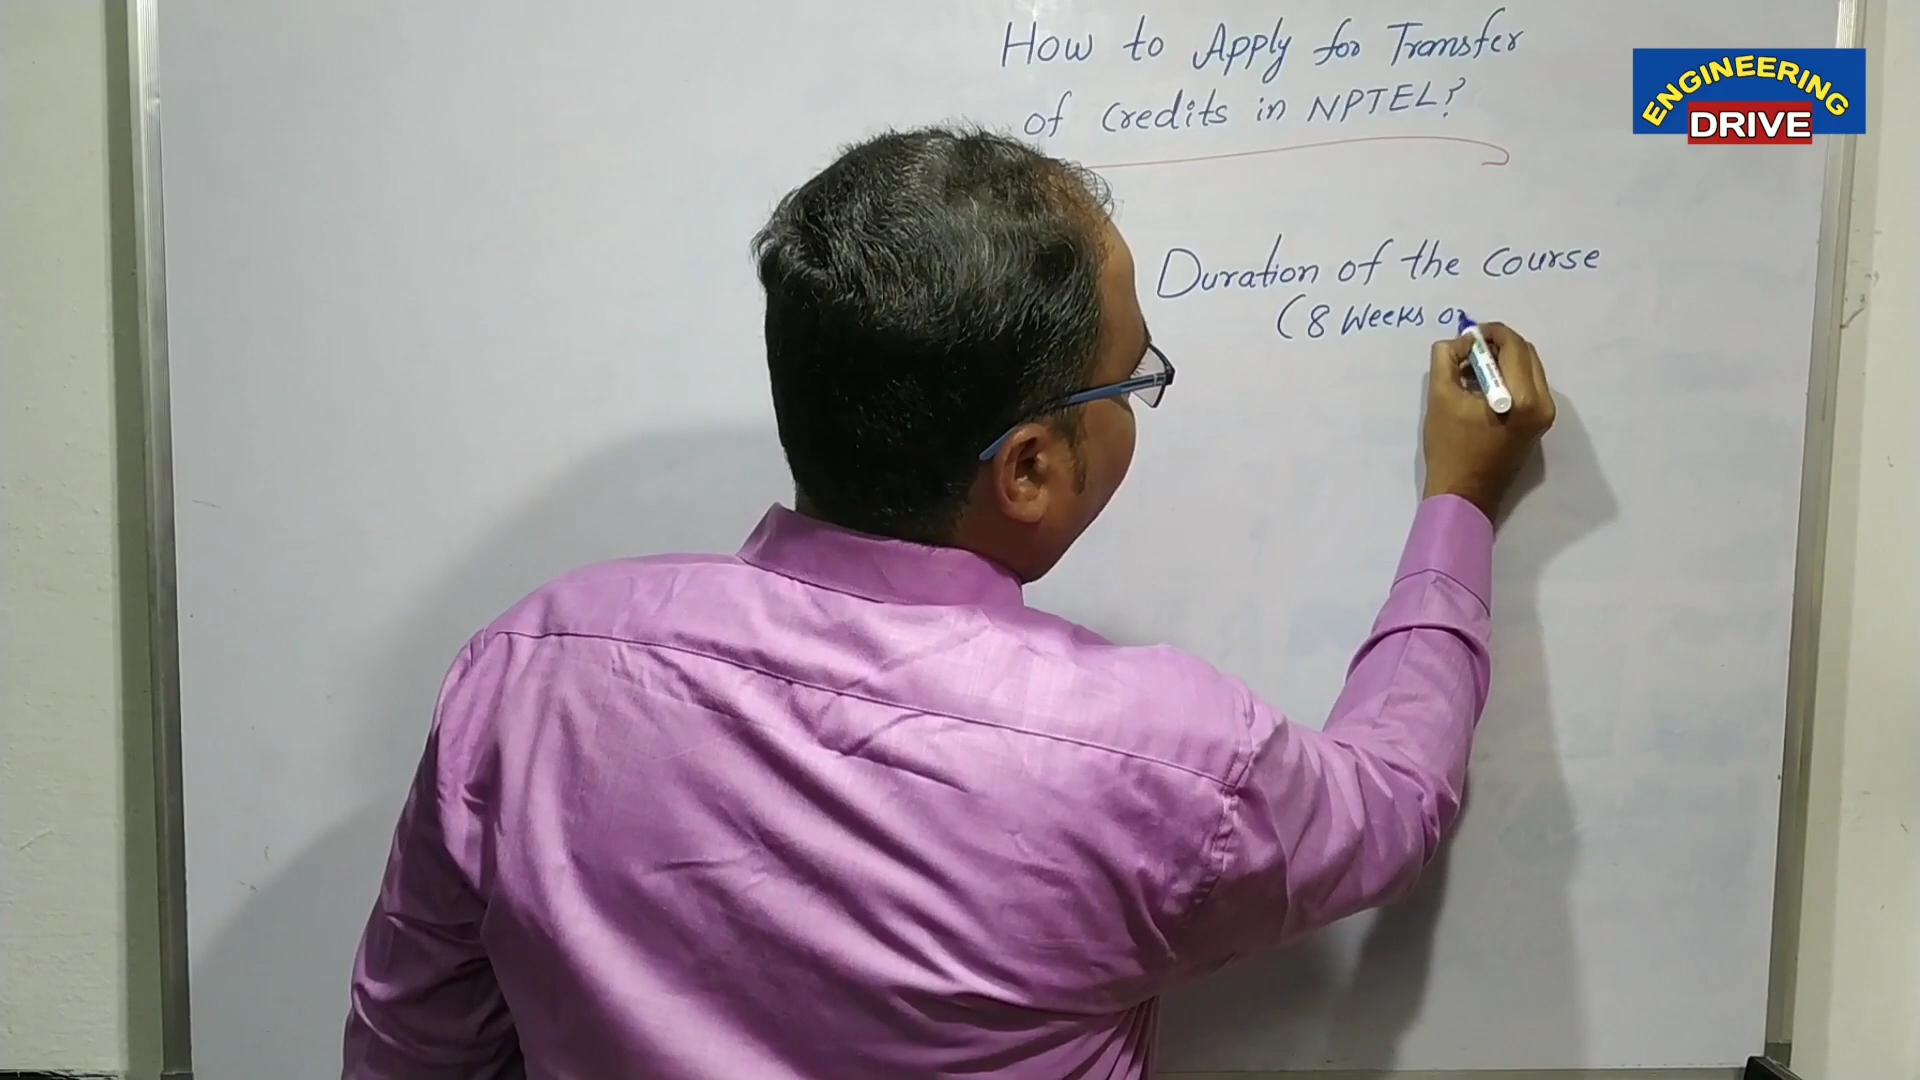 How to Apply for Transfer
of Credits in NPTEL?
ENGINEERING
DRIVE
Duration of the Course
(8 Weeks or